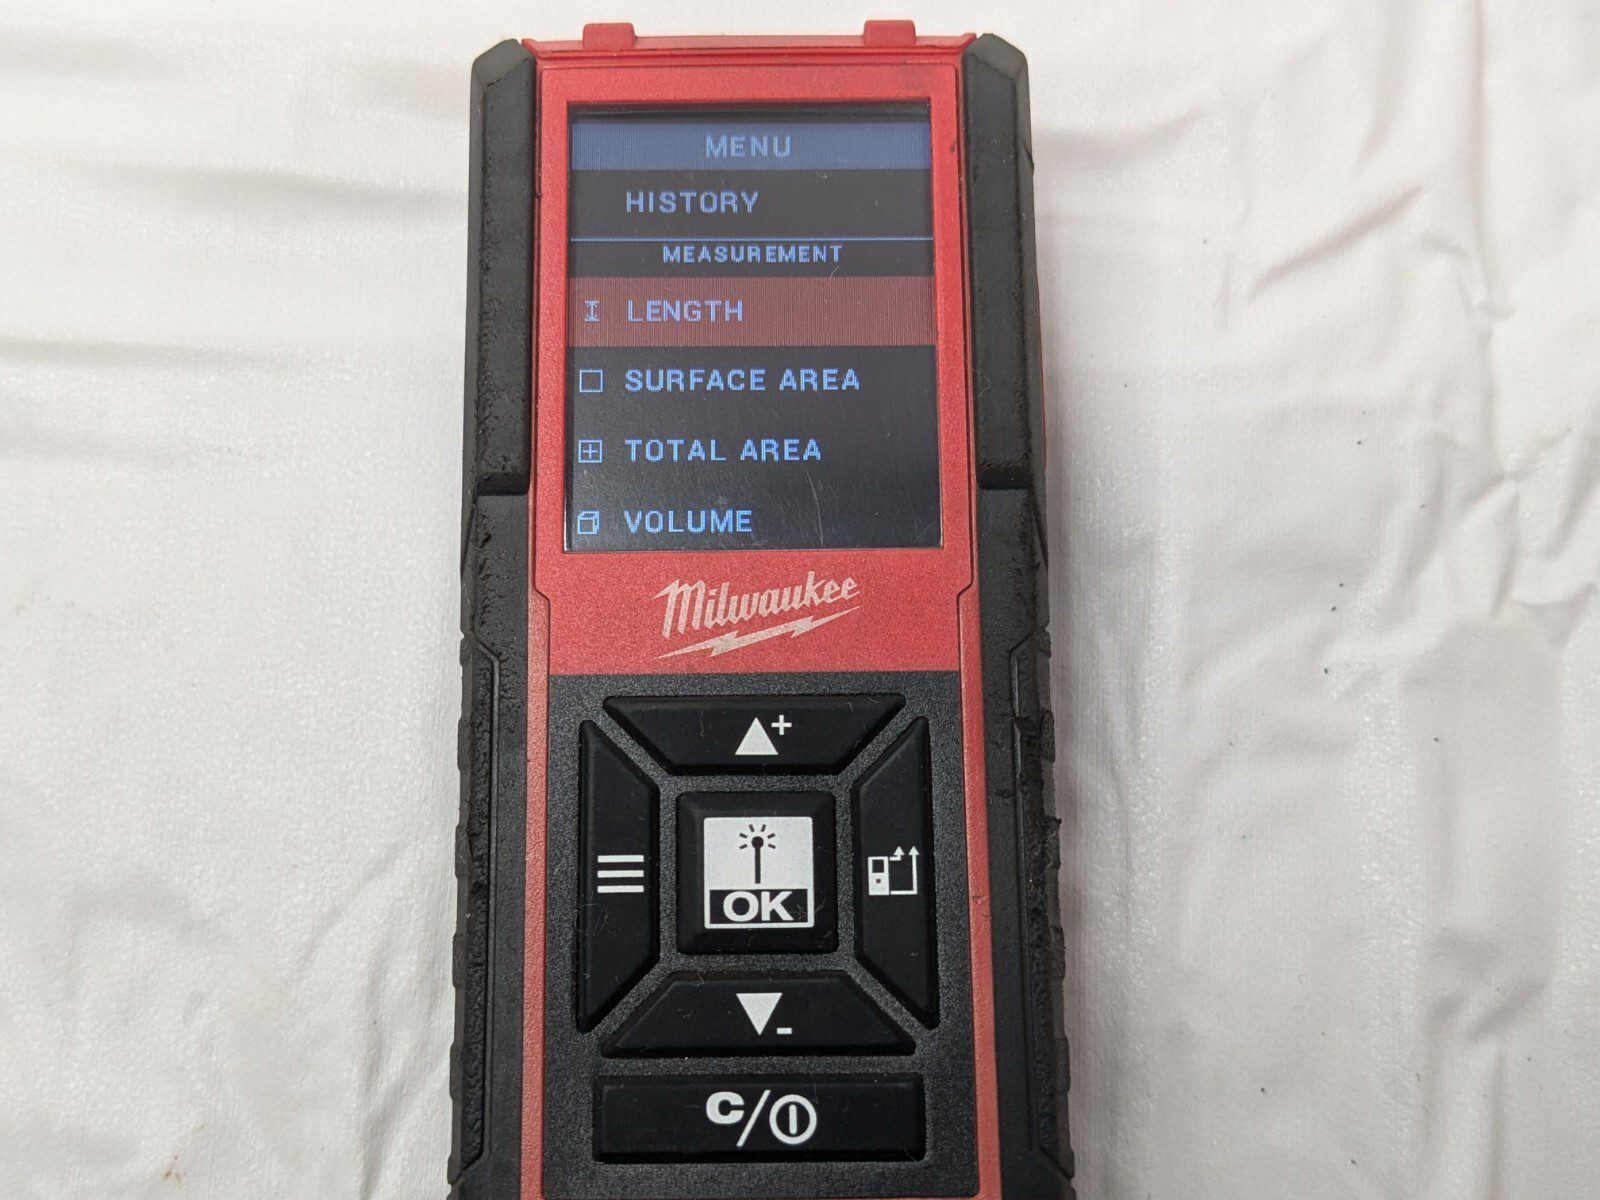 MENU
HISTORY
MEASUREMENT
LENGTH
SURFACE AREA
TOTAL AREA
VOLUME
Milwaukee
+
OK
-
C/